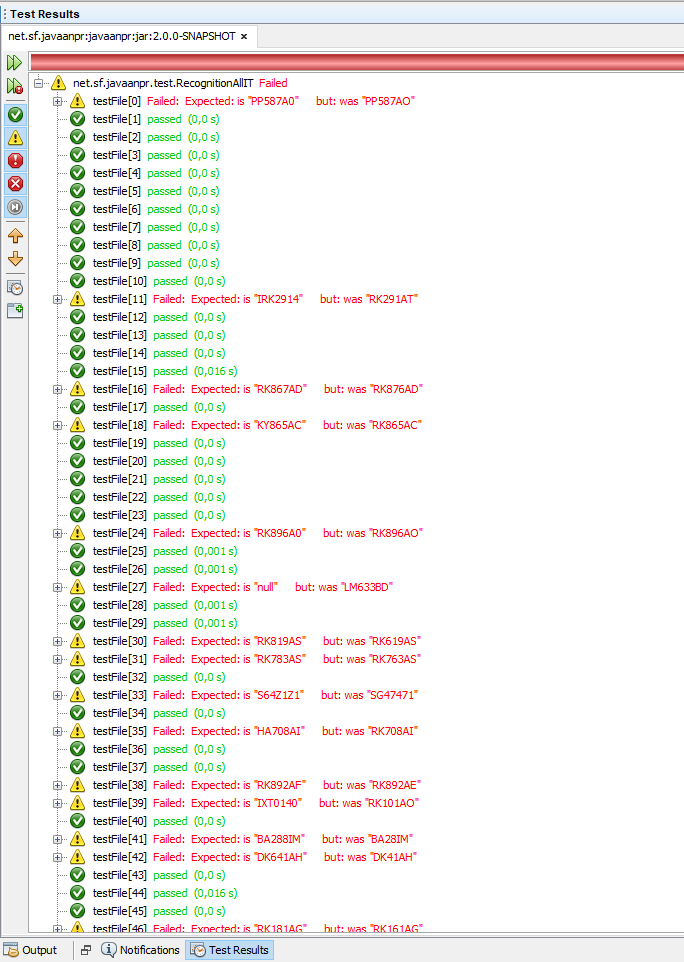 Test Results
net.sf.javaanpr:javaanpr:jar:2.0.0-SNAPSHOT
net.sf.javaanpr.test.RecognitionAllIT Failed
testFile[0] Failed: Expected: is "PP587A0" but: was "PP587AO"
testFile[1] passed (0,0 s)
testFile[2] passed (0,0 s)
testFile[3] passed (0,0 s)
testFile[4] passed (0,0 s)
testFile[5] passed (0,0 s)
testFile[6] passed (0,0 s)
testFile[7] passed (0,0 s)
testFile[8] passed (0,0 s)
testFile[9] passed (0,0 s)
testFile[10] passed (0,0 s)
testFile[11] Failed: Expected: is "IRK2914" but: was "RK291AT"
testFile[12] passed (0,0 s)
testFile[13] passed (0,0 s)
testFile[14] passed (0,0 s)
testFile[15] passed (0,016 s)
testFile[16] Failed: Expected: is "RK867AD" but: was "RK876AD"
testFile[17] passed (0,0 s)
testFile[18] Failed: Expected: is "KY865AC" but: was "RK865AC"
testFile[19] passed (0,0 s)
testFile[20] passed (0,0 s)
testFile[21] passed (0,0 s)
testFile[22] passed (0,0 s)
testFile[23] passed (0,0 s)
testFile[24] Failed: Expected: is "RK896A0" but: was "RK896AO"
testFile[25] passed (0,001 s)
testFile[26] passed (0,001 s)
testFile[27] Failed: Expected: is "null" but: was "LM633BD"
testFile[28] passed (0,001 s)
testFile[29] passed (0,001 s)
testFile[30] Failed: Expected: is "RK819AS" but: was "RK619AS"
testFile[31] Failed: Expected: is "RK783AS" but: was "RK763AS"
testFile[32] passed (0,0 s)
testFile[33] Failed: Expected: is "S64Z1Z1" but: was "SG47471"
testFile[34] passed (0,0 s)
testFile[35] Failed: Expected: is "HA708AI" but: was "RK708AI"
testFile[36] passed (0,0 s)
testFile[37] passed (0,0 s)
testFile[38] Failed: Expected: is "RK892AF" but: was "RK892AE"
testFile[39] Failed: Expected: is "IXT0140" but: was "RK101AO"
testFile[40] passed (0,0 s)
testFile[41] Failed: Expected: is "BA288IM" but: was "BA28IM"
testFile[42] Failed: Expected: is "DK641AH" but: was "DK41AH"
testFile[43] passed (0,0 s)
testFile[44] passed (0,016 s)
testFile[45] passed (0,0 s)
testFile[46] Failed: Expected: is "RK181AG" but: was "RK161AG"
Output Notifications Test Results